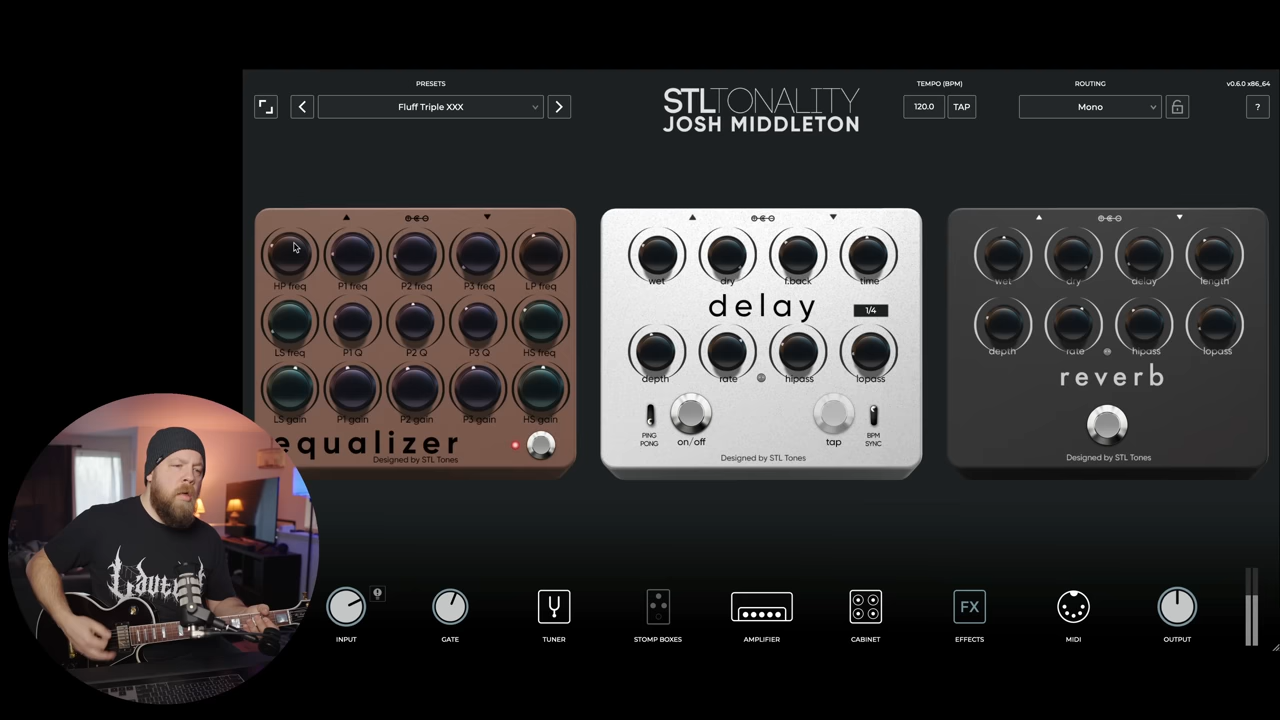 PRESETS
Fluff Triple XXX
STLTONALITY
JOSH MIDDLETON
TEMPO (BPM)
120.0 TAP
ROUTING
Mono
v0.6.0 x86_64
?
HP freq P1 freq P2 freq P3 freq LP freq
LS freq P1 Q P2 Q P3 Q HS freq
LS gain P1 gain P2 gain P3 gain HS gain
equalizer
Designed by STL Tones
wet dry f.back time
delay
1/4
depth rate hipass lopass
PING
PONG
on/off
tap
BPM
SYNC
Designed by STL Tones
wet dry delay length
depth rate hipass lopass
reverb
Designed by STL Tones
FX
INPUT GATE TUNER STOMP BOXES AMPLIFIER CABINET EFFECTS MIDI OUTPUT